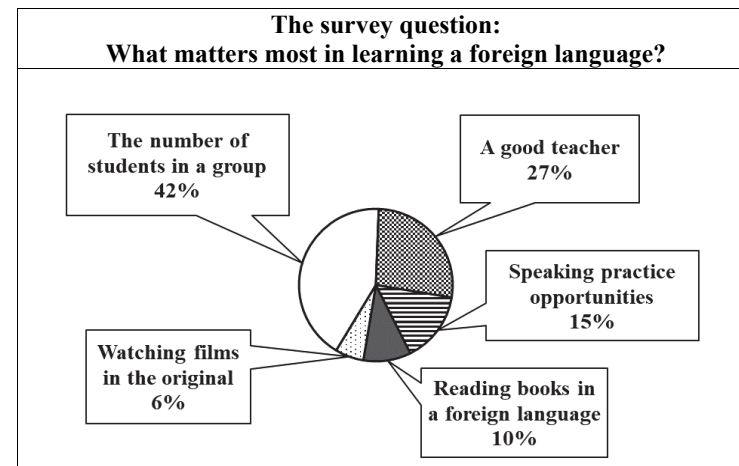 The survey question:
What matters most in learning a foreign language?
The number of
students in a group
42%
A good teacher
27%
Speaking practice
opportunities
15%
Watching films
in the original
6%
Reading books in
a foreign language
10%